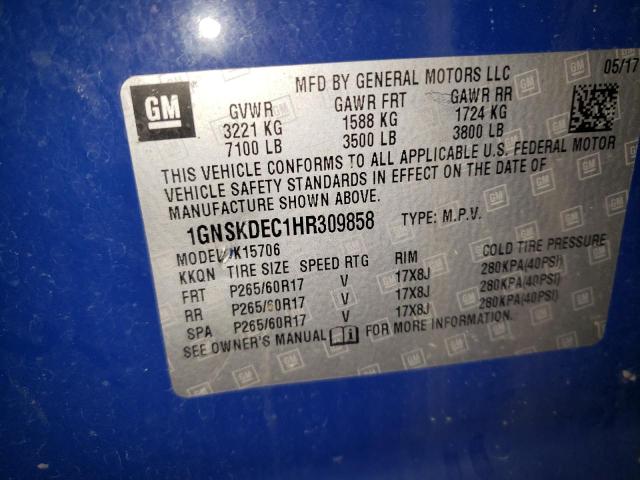 MFD BY GENERAL MOTORS LLC 05/17
GM
GVWR GAWR FRT GAWR RR
3221 KG 1588 KG 1724 KG
7100 LB 3500 LB 3800 LB
THIS VEHICLE CONFORMS TO ALL APPLICABLE U.S. FEDERAL MOTOR
VEHICLE SAFETY STANDARDS IN EFFECT ON THE DATE OF
MANUFACTURE SHOWN ABOVE.
1GNSKDEC1HR309858 TYPE: M.P.V.
MODEL/K15706
KKQN TIRE SIZE SPEED RTG RIM COLD TIRE PRESSURE
FRT P265/60R17 V 17X8J 280KPA(40PSI)
RR P265/60R17 V 17X8J 280KPA(40PSI)
SPA P265/60R17 V 17X8J 280KPA(40PSI)
SEE OWNER'S MANUAL FOR MORE INFORMATION.